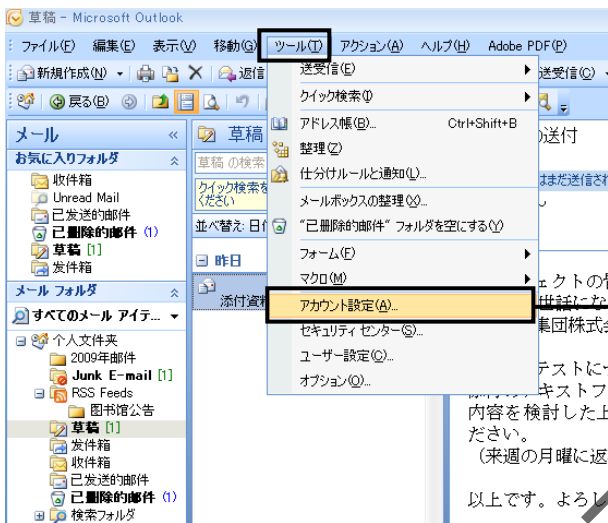 草稿 - Microsoft Outlook
ファイル(F) 編集(E) 表示(V) 移動(G) ツール(T) アクション(A) ヘルプ(H) Adobe PDF(P)
新規作成(N) 返信 送受信(C)
戻る(B)
メール
お気に入りフォルダ
收件箱
Unread Mail
已发送的邮件
已删除的邮件 (1)
草稿 [1]
发件箱
メール フォルダ
すべてのメール アイテ...
个人文件夹
2009年邮件
Junk E-mail [1]
RSS Feeds
图书馆公告
草稿 [1]
发件箱
收件箱
已发送的邮件
已删除的邮件 (1)
検索フォルダ
草稿
草稿 の検索
クイック検索を
ください
並べ替え: 日
昨日
添付資料
送受信(E)
クイック検索(I)
アドレス帳(B)... Ctrl+Shift+B
整理(Z)
仕分けルールと通知(L)...
メールボックスの整理(X)...
"已删除的邮件" フォルダを空にする(Y)
フォーム(F)
マクロ(M)
アカウント設定(A)...
セキュリティ センター(S)...
ユーザー設定(C)...
オプション(O)...
の送付
はまだ送信され
ェクトの
世話にな
集団株式会
テストに
キストフ
内容を検討した上
ださい。
（来週の月曜に返
以上です。よろし